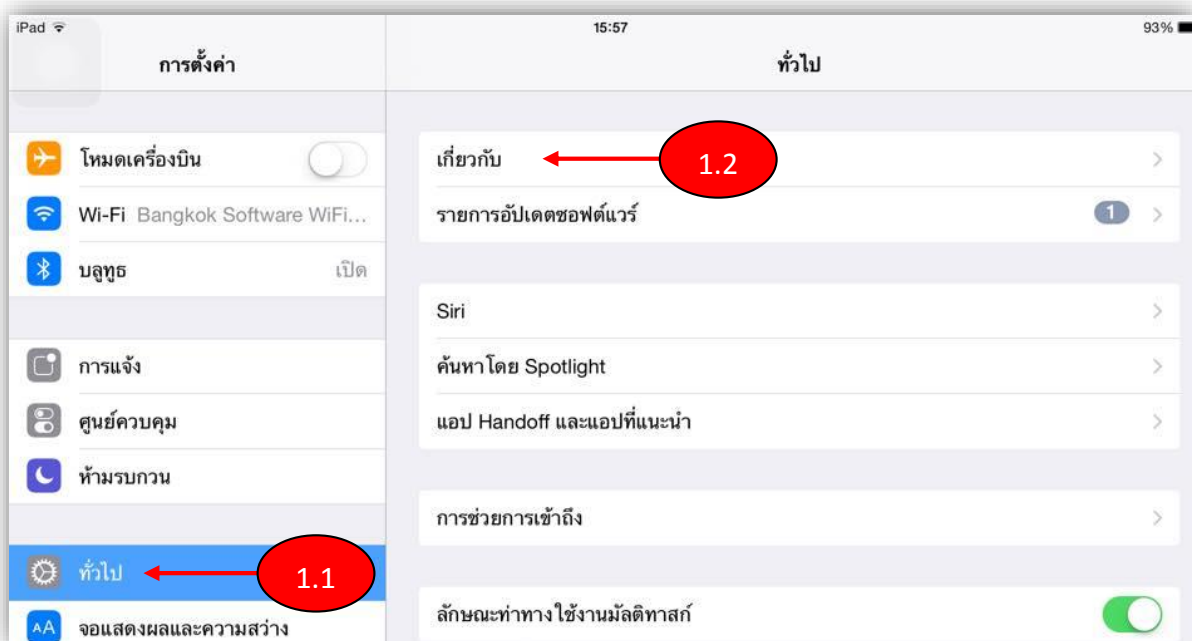 iPad 15:57 93%
การตั้งค่า
ทั่วไป
โหมดเครื่องบิน
Wi-Fi Bangkok Software WiFi...
บลูทูธ เปิด
การแจ้ง
ศูนย์ควบคุม
ห้ามรบกวน
ทั่วไป 1.1
AA จอแสดงผลและความสว่าง
เกี่ยวกับ 1.2
รายการอัปเดตซอฟต์แวร์ 1
Siri
ค้นหาโดย Spotlight
แอป Handoff และแอปที่แนะนำ
การช่วยการเข้าถึง
ลักษณะท่าทางใช้งานมัลติทาสก์